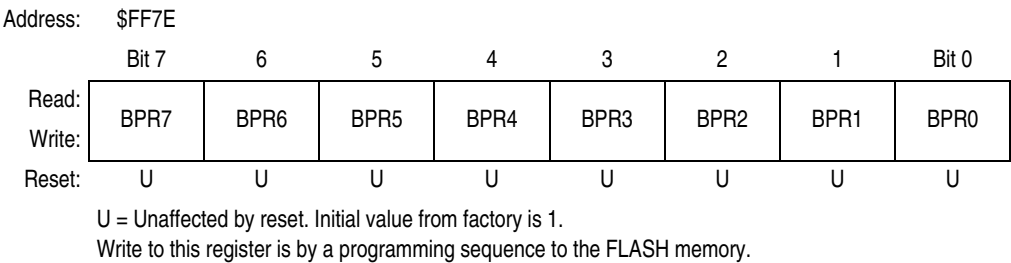 Address: $FF7E
Bit 7 6 5 4 3 2 1 Bit 0
Read:
BPR7 BPR6 BPR5 BPR4 BPR3 BPR2 BPR1 BPR0
Write:
Reset: U U U U U U U U
U = Unaffected by reset. Initial value from factory is 1.
Write to this register is by a programming sequence to the FLASH memory.